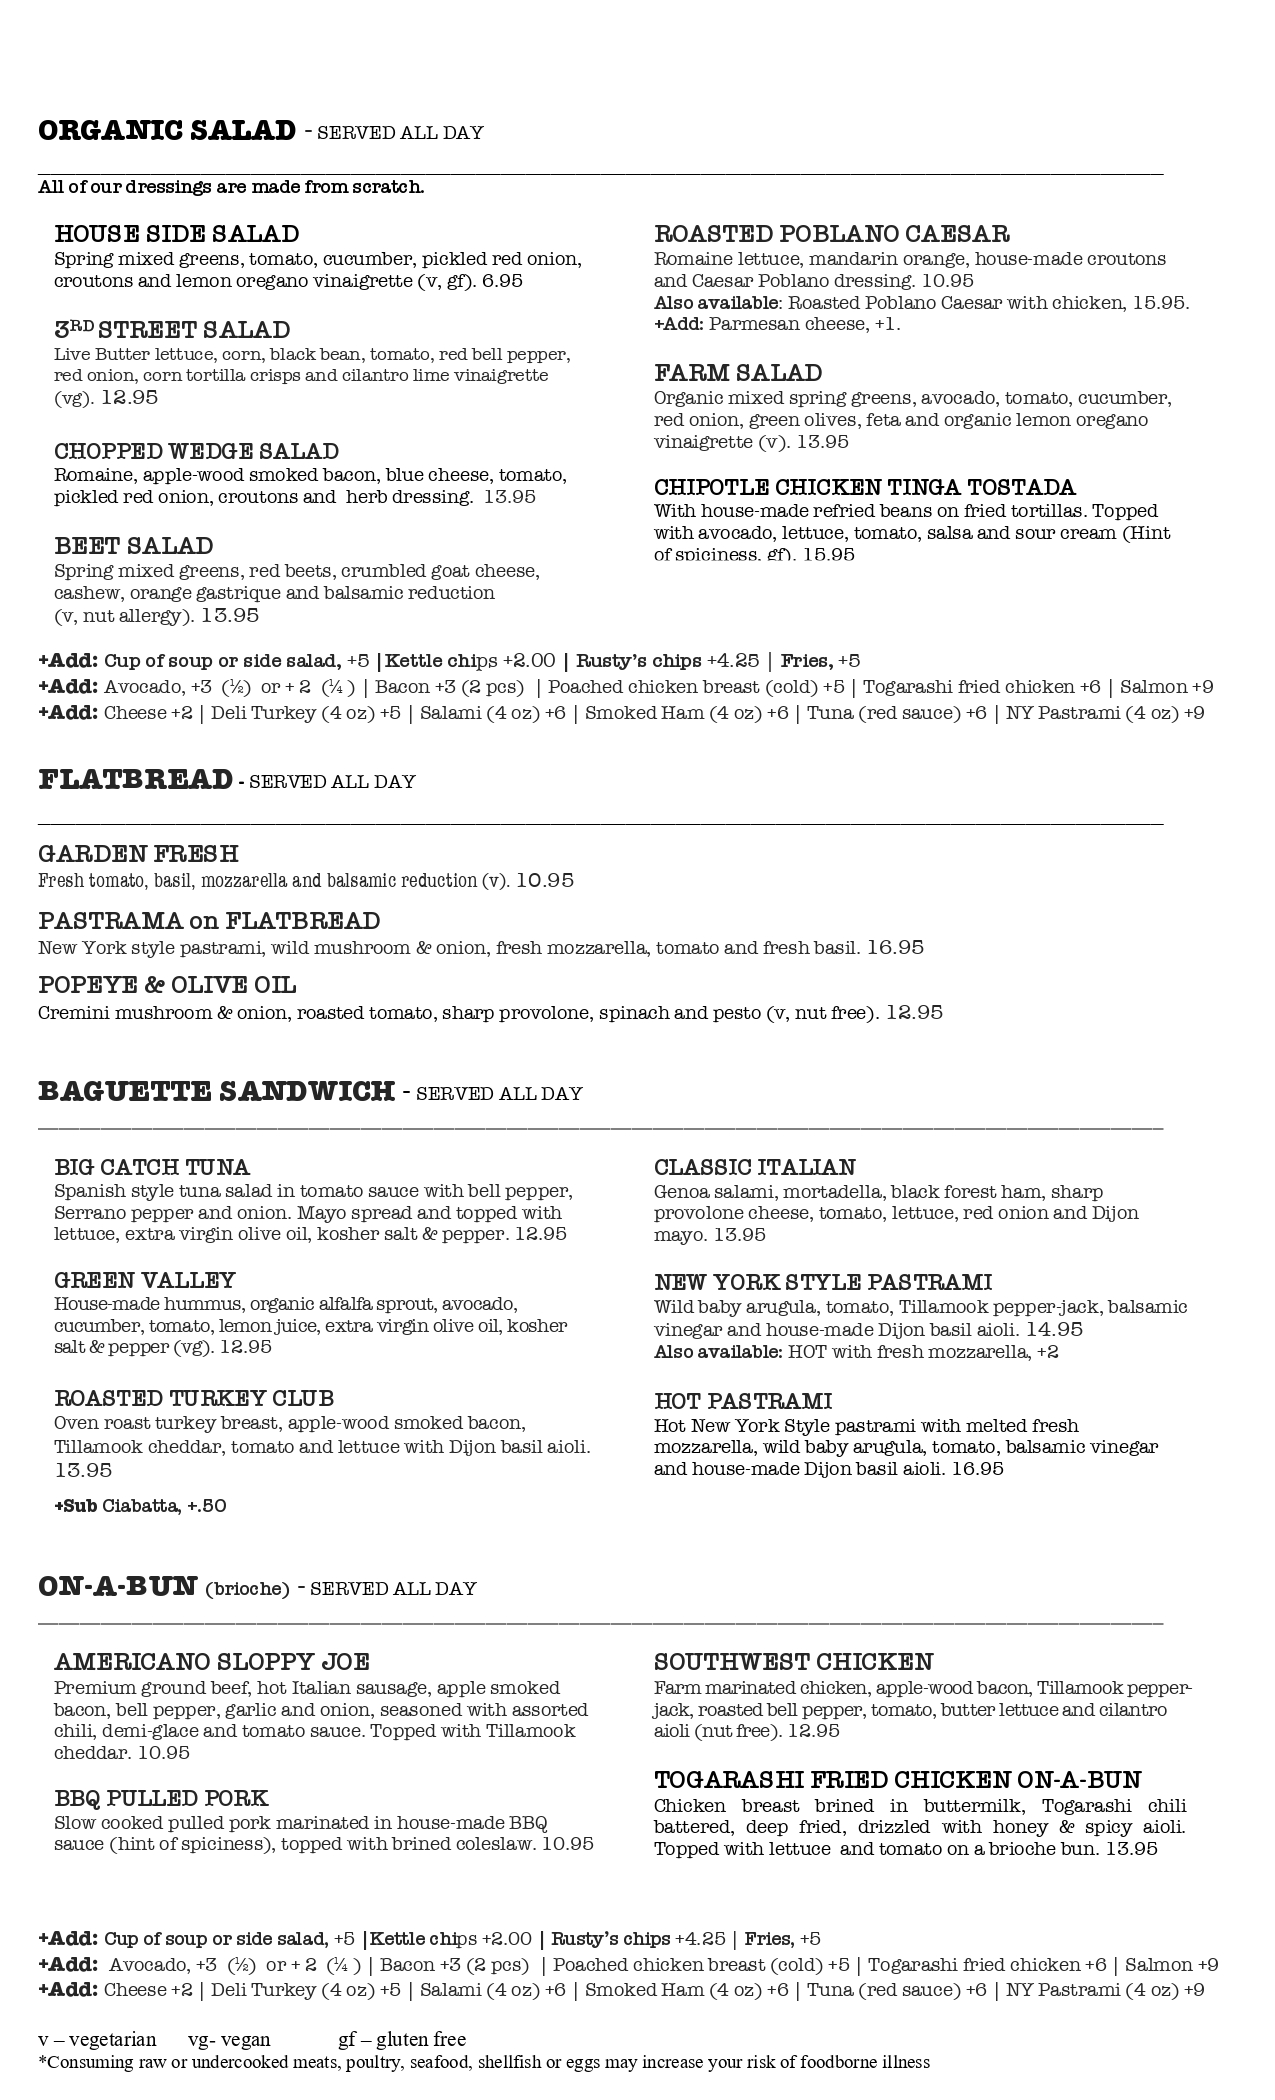 ORGANIC SALAD - SERVED ALL DAY
All of our dressings are made from scratch.
HOUSE SIDE SALAD
Spring mixed greens, tomato, cucumber, pickled red onion,
croutons and lemon oregano vinaigrette (v, gf). 6.95
3RD STREET SALAD
Live Butter lettuce, corn, black bean, tomato, red bell pepper,
red onion, corn tortilla crisps and cilantro lime vinaigrette
(vg). 12.95
CHOPPED WEDGE SALAD
Romaine, apple-wood smoked bacon, blue cheese, tomato,
pickled red onion, croutons and herb dressing. 13.95
BEET SALAD
Spring mixed greens, red beets, crumbled goat cheese,
cashew, orange gastrique and balsamic reduction
(v, nut allergy). 13.95
ROASTED POBLANO CAESAR
Romaine lettuce, mandarin orange, house-made croutons
and Caesar Poblano dressing. 10.95
Also available: Roasted Poblano Caesar with chicken, 15.95.
+Add: Parmesan cheese, +1.
FARM SALAD
Organic mixed spring greens, avocado, tomato, cucumber,
red onion, green olives, feta and organic lemon oregano
vinaigrette (v). 13.95
CHIPOTLE CHICKEN TINGA TOSTADA
With house-made refried beans on fried tortillas. Topped
with avocado, lettuce, tomato, salsa and sour cream (Hint
of spiciness, gf). 15.95
+Add: Cup of soup or side salad, +5 |Kettle chips +2.00 | Rusty's chips +4.25 | Fries, +5
+Add: Avocado, +3 (½) or + 2 (¼ ) | Bacon +3 (2 pcs) | Poached chicken breast (cold) +5 | Togarashi fried chicken +6 | Salmon +9
+Add: Cheese +2 | Deli Turkey (4 oz) +5 | Salami (4 oz) +6 | Smoked Ham (4 oz) +6 | Tuna (red sauce) +6 | NY Pastrami (4 oz) +9
FLATBREAD - SERVED ALL DAY
GARDEN FRESH
Fresh tomato, basil, mozzarella and balsamic reduction (v). 10.95
PASTRAMA on FLATBREAD
New York style pastrami, wild mushroom & onion, fresh mozzarella, tomato and fresh basil. 16.95
POPEYE & OLIVE OIL
Cremini mushroom & onion, roasted tomato, sharp provolone, spinach and pesto (v, nut free). 12.95
BAGUETTE SANDWICH - SERVED ALL DAY
BIG CATCH TUNA
Spanish style tuna salad in tomato sauce with bell pepper,
Serrano pepper and onion. Mayo spread and topped with
lettuce, extra virgin olive oil, kosher salt & pepper. 12.95
GREEN VALLEY
House-made hummus, organic alfalfa sprout, avocado,
cucumber, tomato, lemon juice, extra virgin olive oil, kosher
salt & pepper (vg). 12.95
ROASTED TURKEY CLUB
Oven roast turkey breast, apple-wood smoked bacon,
Tillamook cheddar, tomato and lettuce with Dijon basil aioli.
13.95
+Sub Ciabatta, +.50
CLASSIC ITALIAN
Genoa salami, mortadella, black forest ham, sharp
provolone cheese, tomato, lettuce, red onion and Dijon
mayo. 13.95
NEW YORK STYLE PASTRAMI
Wild baby arugula, tomato, Tillamook pepper-jack, balsamic
vinegar and house-made Dijon basil aioli. 14.95
Also available: HOT with fresh mozzarella, +2
HOT PASTRAMI
Hot New York Style pastrami with melted fresh
mozzarella, wild baby arugula, tomato, balsamic vinegar
and house-made Dijon basil aioli. 16.95
ON-A-BUN (brioche) - SERVED ALL DAY
AMERICANO SLOPPY JOE
Premium ground beef, hot Italian sausage, apple smoked
bacon, bell pepper, garlic and onion, seasoned with assorted
chili, demi-glace and tomato sauce. Topped with Tillamook
cheddar. 10.95
BBQ PULLED PORK
Slow cooked pulled pork marinated in house-made BBQ
sauce (hint of spiciness), topped with brined coleslaw. 10.95
SOUTHWEST CHICKEN
Farm marinated chicken, apple-wood bacon, Tillamook pepper-
jack, roasted bell pepper, tomato, butter lettuce and cilantro
aioli (nut free). 12.95
TOGARASHI FRIED CHICKEN ON-A-BUN
Chicken breast brined in buttermilk, Togarashi chili
battered, deep fried, drizzled with honey & spicy aioli.
Topped with lettuce and tomato on a brioche bun. 13.95
+Add: Cup of soup or side salad, +5 |Kettle chips +2.00 | Rusty's chips +4.25 | Fries, +5
+Add: Avocado, +3 (½) or + 2 (¼ ) | Bacon +3 (2 pcs) | Poached chicken breast (cold) +5 | Togarashi fried chicken +6 | Salmon +9
+Add: Cheese +2 | Deli Turkey (4 oz) +5 | Salami (4 oz) +6 | Smoked Ham (4 oz) +6 | Tuna (red sauce) +6 | NY Pastrami (4 oz) +9
v – vegetarian vg- vegan gf – gluten free
*Consuming raw or undercooked meats, poultry, seafood, shellfish or eggs may increase your risk of foodborne illness